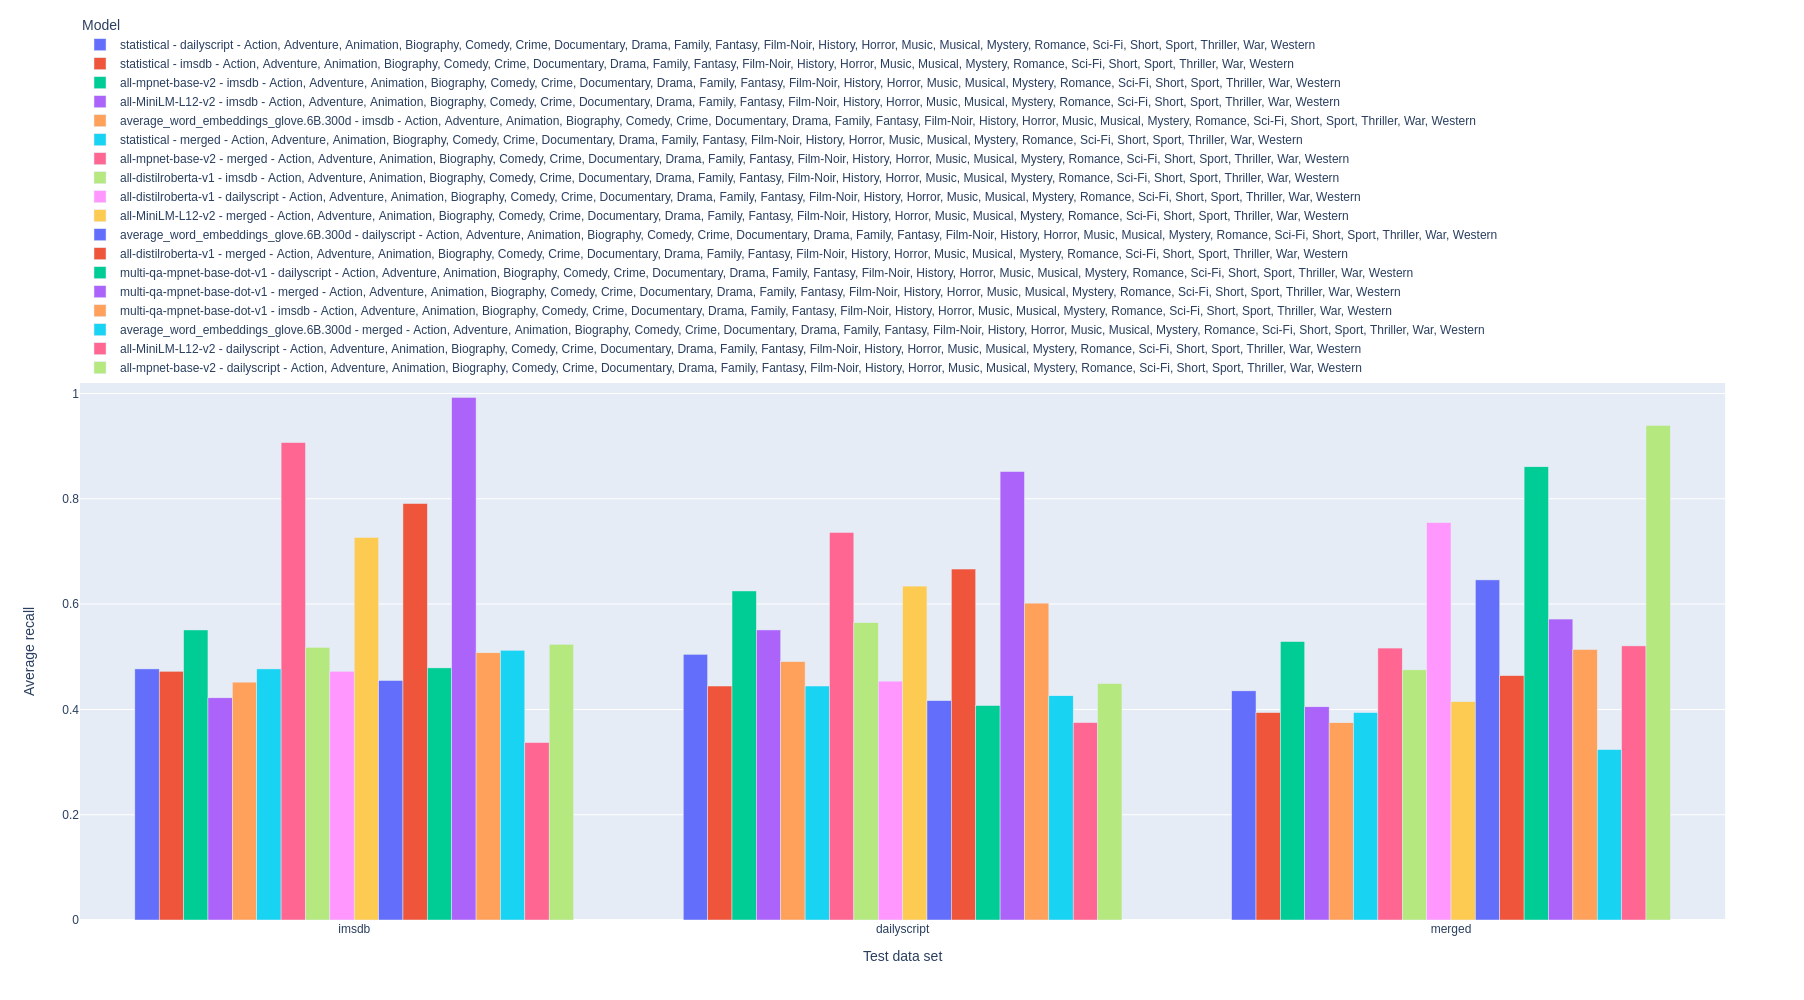 Model
statistical - dailyscript - Action, Adventure, Animation, Biography, Comedy, Crime, Documentary, Drama, Family, Fantasy, Film-Noir, History, Horror, Music, Musical, Mystery, Romance, Sci-Fi, Short, Sport, Thriller, War, Western
statistical - imsdb - Action, Adventure, Animation, Biography, Comedy, Crime, Documentary, Drama, Family, Fantasy, Film-Noir, History, Horror, Music, Musical, Mystery, Romance, Sci-Fi, Short, Sport, Thriller, War, Western
all-mpnet-base-v2 - imsdb - Action, Adventure, Animation, Biography, Comedy, Crime, Documentary, Drama, Family, Fantasy, Film-Noir, History, Horror, Music, Musical, Mystery, Romance, Sci-Fi, Short, Sport, Thriller, War, Western
all-MiniLM-L12-v2 - imsdb - Action, Adventure, Animation, Biography, Comedy, Crime, Documentary, Drama, Family, Fantasy, Film-Noir, History, Horror, Music, Musical, Mystery, Romance, Sci-Fi, Short, Sport, Thriller, War, Western
average_word_embeddings_glove.6B.300d - imsdb - Action, Adventure, Animation, Biography, Comedy, Crime, Documentary, Drama, Family, Fantasy, Film-Noir, History, Horror, Music, Musical, Mystery, Romance, Sci-Fi, Short, Sport, Thriller, War, Western
statistical - merged - Action, Adventure, Animation, Biography, Comedy, Crime, Documentary, Drama, Family, Fantasy, Film-Noir, History, Horror, Music, Musical, Mystery, Romance, Sci-Fi, Short, Sport, Thriller, War, Western
all-mpnet-base-v2 - merged - Action, Adventure, Animation, Biography, Comedy, Crime, Documentary, Drama, Family, Fantasy, Film-Noir, History, Horror, Music, Musical, Mystery, Romance, Sci-Fi, Short, Sport, Thriller, War, Western
all-distilroberta-v1 - imsdb - Action, Adventure, Animation, Biography, Comedy, Crime, Documentary, Drama, Family, Fantasy, Film-Noir, History, Horror, Music, Musical, Mystery, Romance, Sci-Fi, Short, Sport, Thriller, War, Western
all-distilroberta-v1 - dailyscript - Action, Adventure, Animation, Biography, Comedy, Crime, Documentary, Drama, Family, Fantasy, Film-Noir, History, Horror, Music, Musical, Mystery, Romance, Sci-Fi, Short, Sport, Thriller, War, Western
all-MiniLM-L12-v2 - merged - Action, Adventure, Animation, Biography, Comedy, Crime, Documentary, Drama, Family, Fantasy, Film-Noir, History, Horror, Music, Musical, Mystery, Romance, Sci-Fi, Short, Sport, Thriller, War, Western
average_word_embeddings_glove.6B.300d - dailyscript - Action, Adventure, Animation, Biography, Comedy, Crime, Documentary, Drama, Family, Fantasy, Film-Noir, History, Horror, Music, Musical, Mystery, Romance, Sci-Fi, Short, Sport, Thriller, War, Western
all-distilroberta-v1 - merged - Action, Adventure, Animation, Biography, Comedy, Crime, Documentary, Drama, Family, Fantasy, Film-Noir, History, Horror, Music, Musical, Mystery, Romance, Sci-Fi, Short, Sport, Thriller, War, Western
multi-qa-mpnet-base-dot-v1 - dailyscript - Action, Adventure, Animation, Biography, Comedy, Crime, Documentary, Drama, Family, Fantasy, Film-Noir, History, Horror, Music, Musical, Mystery, Romance, Sci-Fi, Short, Sport, Thriller, War, Western
multi-qa-mpnet-base-dot-v1 - merged - Action, Adventure, Animation, Biography, Comedy, Crime, Documentary, Drama, Family, Fantasy, Film-Noir, History, Horror, Music, Musical, Mystery, Romance, Sci-Fi, Short, Sport, Thriller, War, Western
multi-qa-mpnet-base-dot-v1 - imsdb - Action, Adventure, Animation, Biography, Comedy, Crime, Documentary, Drama, Family, Fantasy, Film-Noir, History, Horror, Music, Musical, Mystery, Romance, Sci-Fi, Short, Sport, Thriller, War, Western
average_word_embeddings_glove.6B.300d - merged - Action, Adventure, Animation, Biography, Comedy, Crime, Documentary, Drama, Family, Fantasy, Film-Noir, History, Horror, Music, Musical, Mystery, Romance, Sci-Fi, Short, Sport, Thriller, War, Western
all-MiniLM-L12-v2 - dailyscript - Action, Adventure, Animation, Biography, Comedy, Crime, Documentary, Drama, Family, Fantasy, Film-Noir, History, Horror, Music, Musical, Mystery, Romance, Sci-Fi, Short, Sport, Thriller, War, Western
all-mpnet-base-v2 - dailyscript - Action, Adventure, Animation, Biography, Comedy, Crime, Documentary, Drama, Family, Fantasy, Film-Noir, History, Horror, Music, Musical, Mystery, Romance, Sci-Fi, Short, Sport, Thriller, War, Western
1
0.8
0.6
0.4
0.2
0
Average recall
imsdb
dailyscript
merged
Test data set